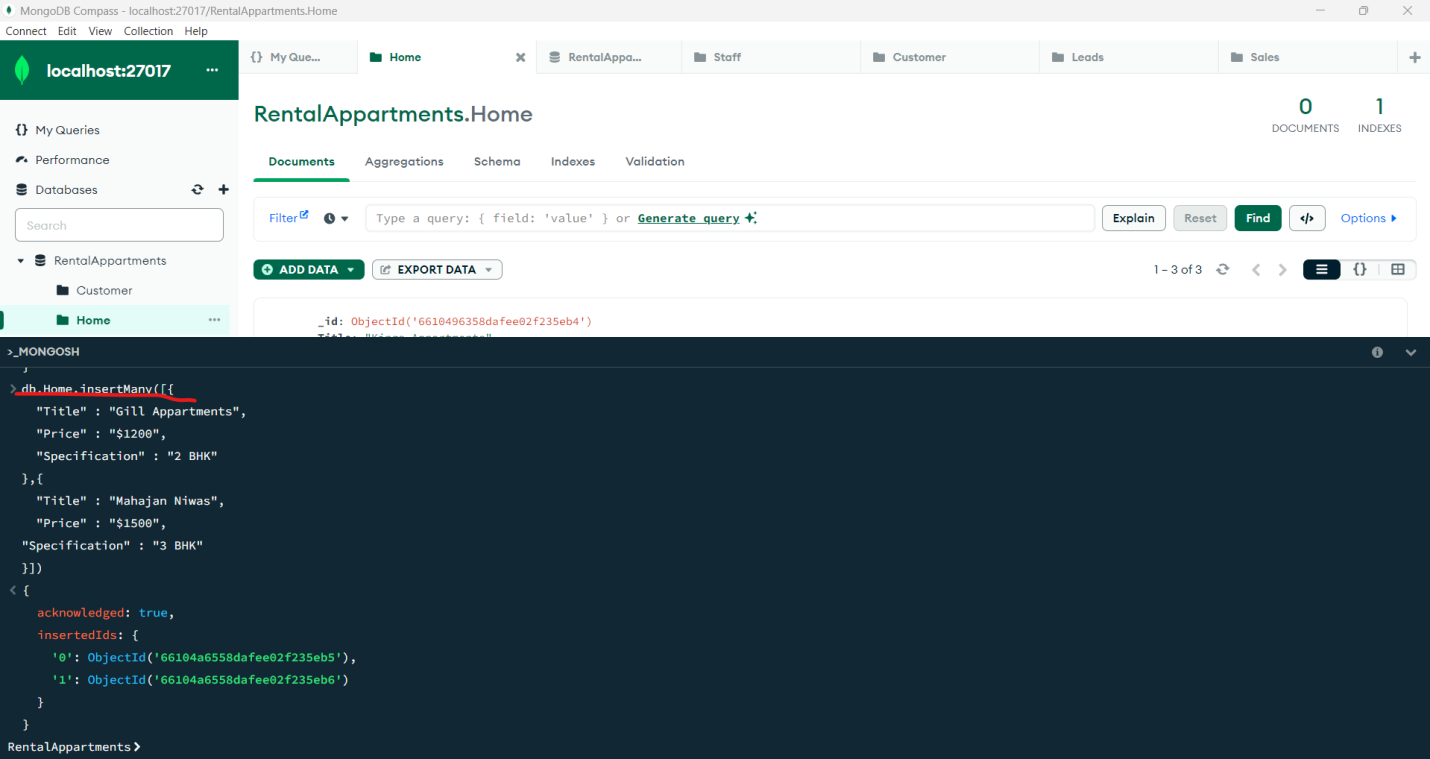 MongoDB Compass - localhost:27017/RentalAppartments.Home
Connect Edit View Collection Help
localhost:27017 ...
{} My Queries
Performance
Databases
Search
RentalAppartments
Customer
Home ...
{} My Que...
Home
RentalAppa...
Staff
Customer
Leads
Sales
RentalAppartments.Home
0
DOCUMENTS
1
INDEXES
Documents Aggregations Schema Indexes Validation
Filter Type a query: { field: 'value' } or Generate query Explain Reset Find </> Options
ADD DATA EXPORT DATA 1 – 3 of 3 {}
_id: ObjectId('6610496358dafee02f235eb4')
Title: "Kings Appartments"
>_MONGOSH
}
> db.Home.insertMany([{
"Title" : "Gill Appartments",
"Price" : "$1200",
"Specification" : "2 BHK"
},{
"Title" : "Mahajan Niwas",
"Price" : "$1500",
"Specification" : "3 BHK"
}])
< {
acknowledged: true,
insertedIds: {
'0': ObjectId('66104a6558dafee02f235eb5'),
'1': ObjectId('66104a6558dafee02f235eb6')
}
}
RentalAppartments>